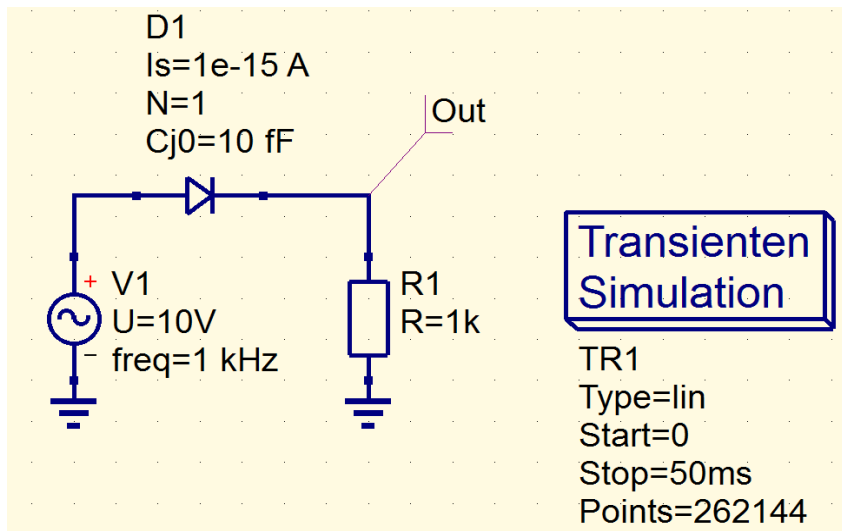 D1
Is=1e-15 A
N=1
Cj0=10 fF
Out
+
V1
U=10V
freq=1 kHz
−
R1
R=1k
Transienten
Simulation
TR1
Type=lin
Start=0
Stop=50ms
Points=262144